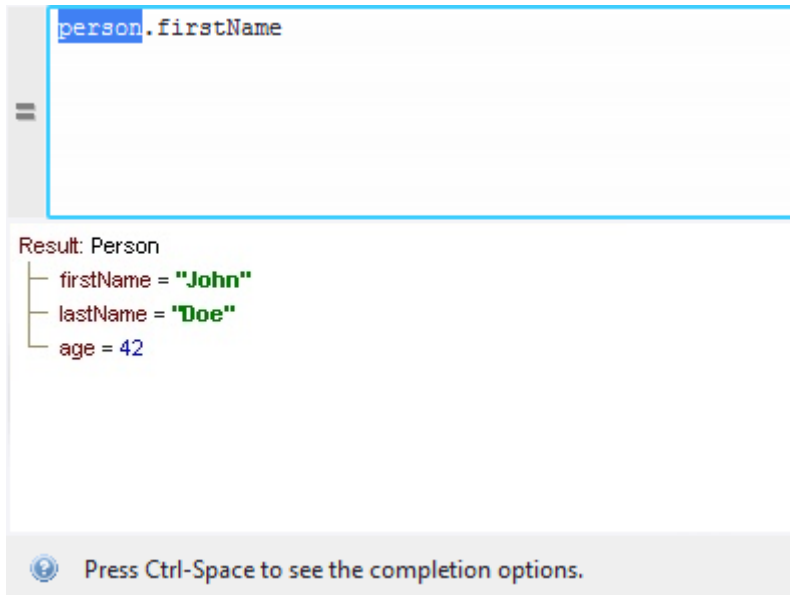 person.firstName
=
Result: Person
firstName = "John"
lastName = "Doe"
age = 42
Press Ctrl-Space to see the completion options.